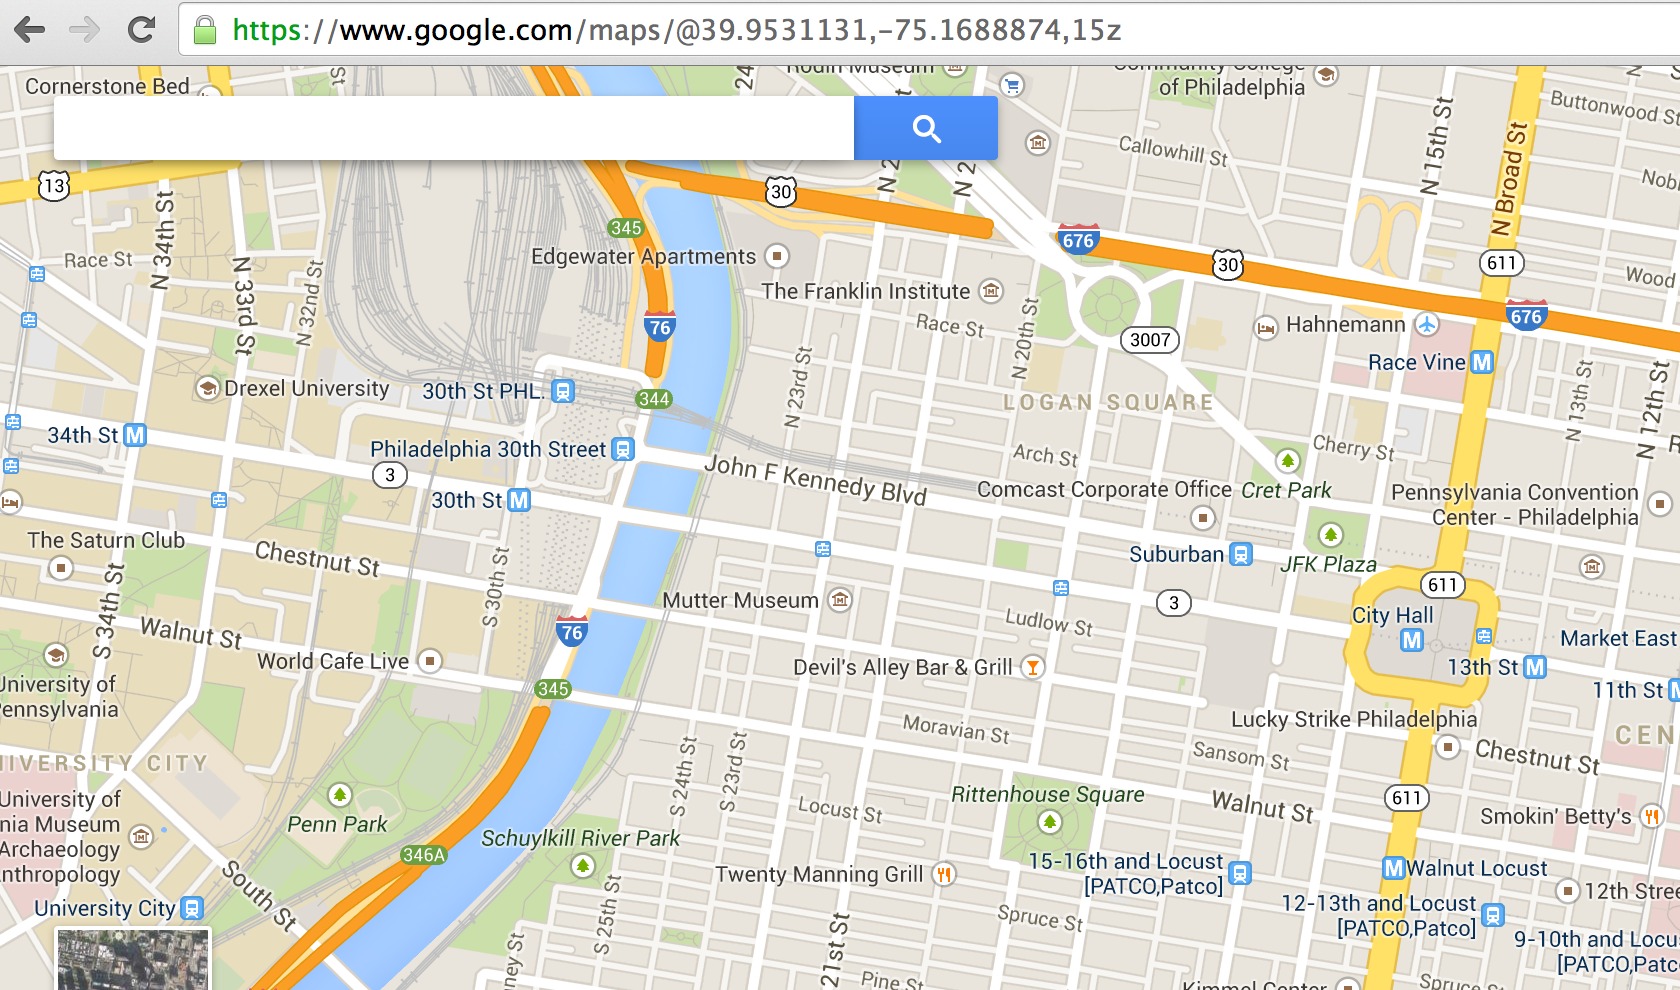 https://www.google.com/maps/@39.9531131,-75.1688874,15z
Rodin Museum
Community College
of Philadelphia
Cornerstone Bed
N 15th St
N Broad St
Buttonwood St
Callowhill St
13
30
N 34th St
345
Race St
N 33rd St
N 32nd St
Edgewater Apartments
676
30
611
Wood
The Franklin Institute
Race St
N 20th St
76
3007
Hahnemann
676
Race Vine
Drexel University
30th St PHL.
344
N 23rd St
LOGAN SQUARE
N 13th St
N 12th St
34th St
Philadelphia 30th Street
3
30th St
John F Kennedy Blvd
Arch St
Cherry St
Comcast Corporate Office
Cret Park
Pennsylvania Convention
Center - Philadelphia
The Saturn Club
Chestnut St
S 30th St
Suburban
JFK Plaza
S 34th St
Walnut St
76
Mutter Museum
3
611
City Hall
Ludlow St
Market East
World Cafe Live
Devil's Alley Bar & Grill
13th St
11th St
University of
Pennsylvania
345
Lucky Strike Philadelphia
Moravian St
Sansom St
Chestnut St
CEN
IVERSITY CITY
S 24th St
S 23rd St
Rittenhouse Square
Locust St
Walnut St
611
Smokin' Betty's
University of
nia Museum
Archaeology
nthropology
Penn Park
346A
Schuylkill River Park
South St
Twenty Manning Grill
15-16th and Locust
[PATCO,Patco]
Walnut Locust
12th Stree
University City
S 25th St
21st St
Spruce St
12-13th and Locust
[PATCO,Patco]
9-10th and Locu
[PATCO,Patc
Pine St
Kimmel Center
Spruce St